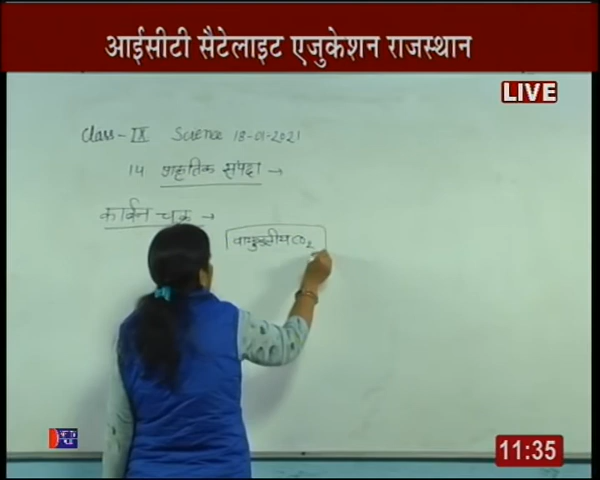 आईसीटी सैटेलाइट एजुकेशन राजस्थान
LIVE
Class-IX Science 18-01-2021
14 प्राकृतिक संपदा →
कार्बन चक्र →
वायुमंडलीय CO2
11:35